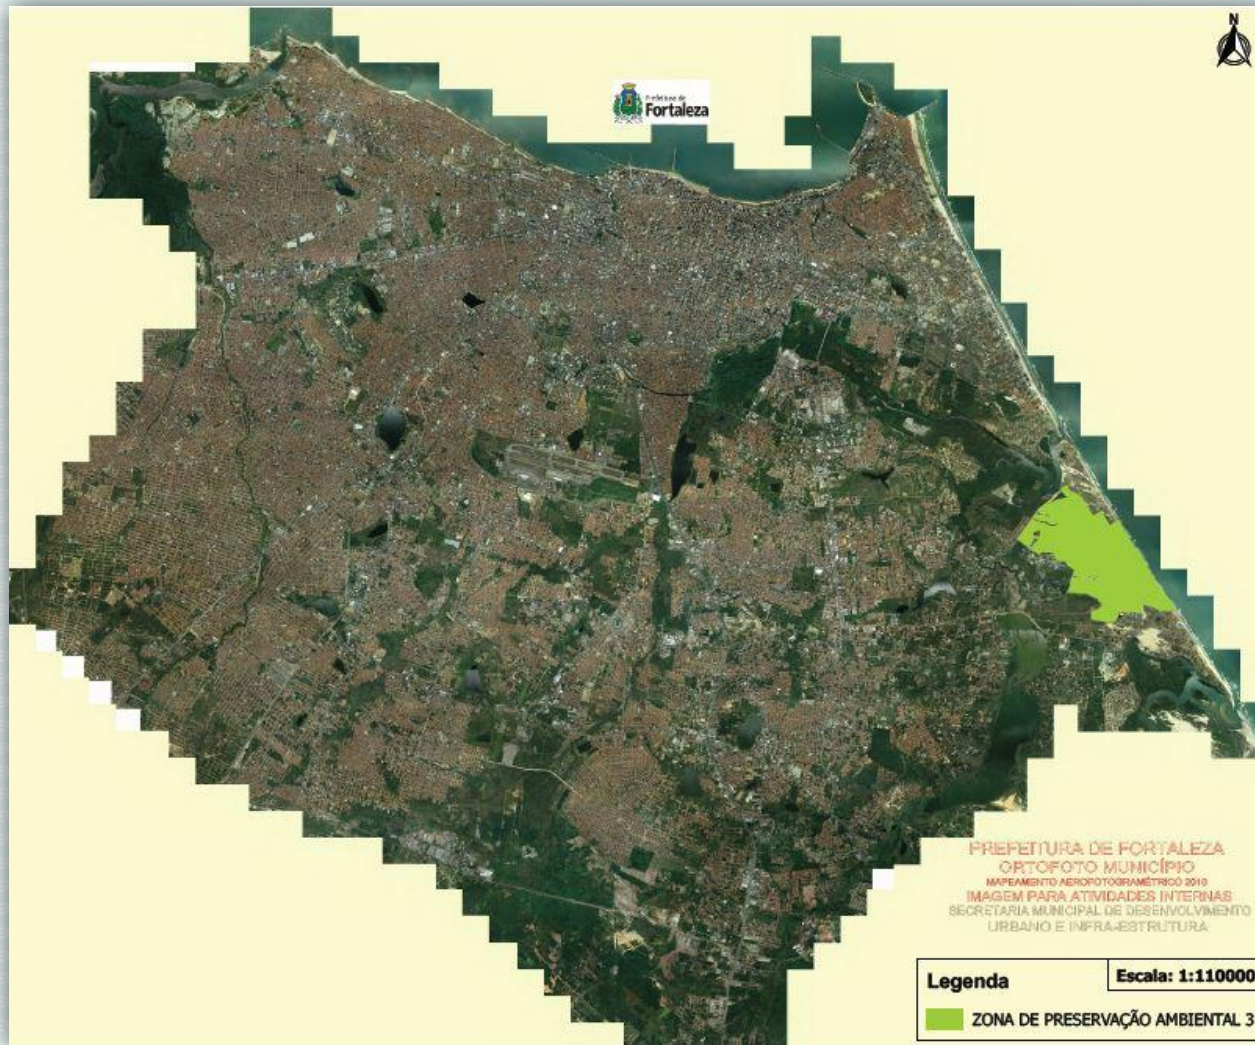 N
Prefeitura de
Fortaleza
PREFEITURA DE FORTALEZA
ORTOFOTO MUNICÍPIO
MAPEAMENTO AEROFOTOGRAMÉTRICO 2010
IMAGEM PARA ATIVIDADES INTERNAS
SECRETARIA MUNICIPAL DE DESENVOLVIMENTO
URBANO E INFRA-ESTRUTURA
Legenda
Escala: 1:110000
ZONA DE PRESERVAÇÃO AMBIENTAL 3